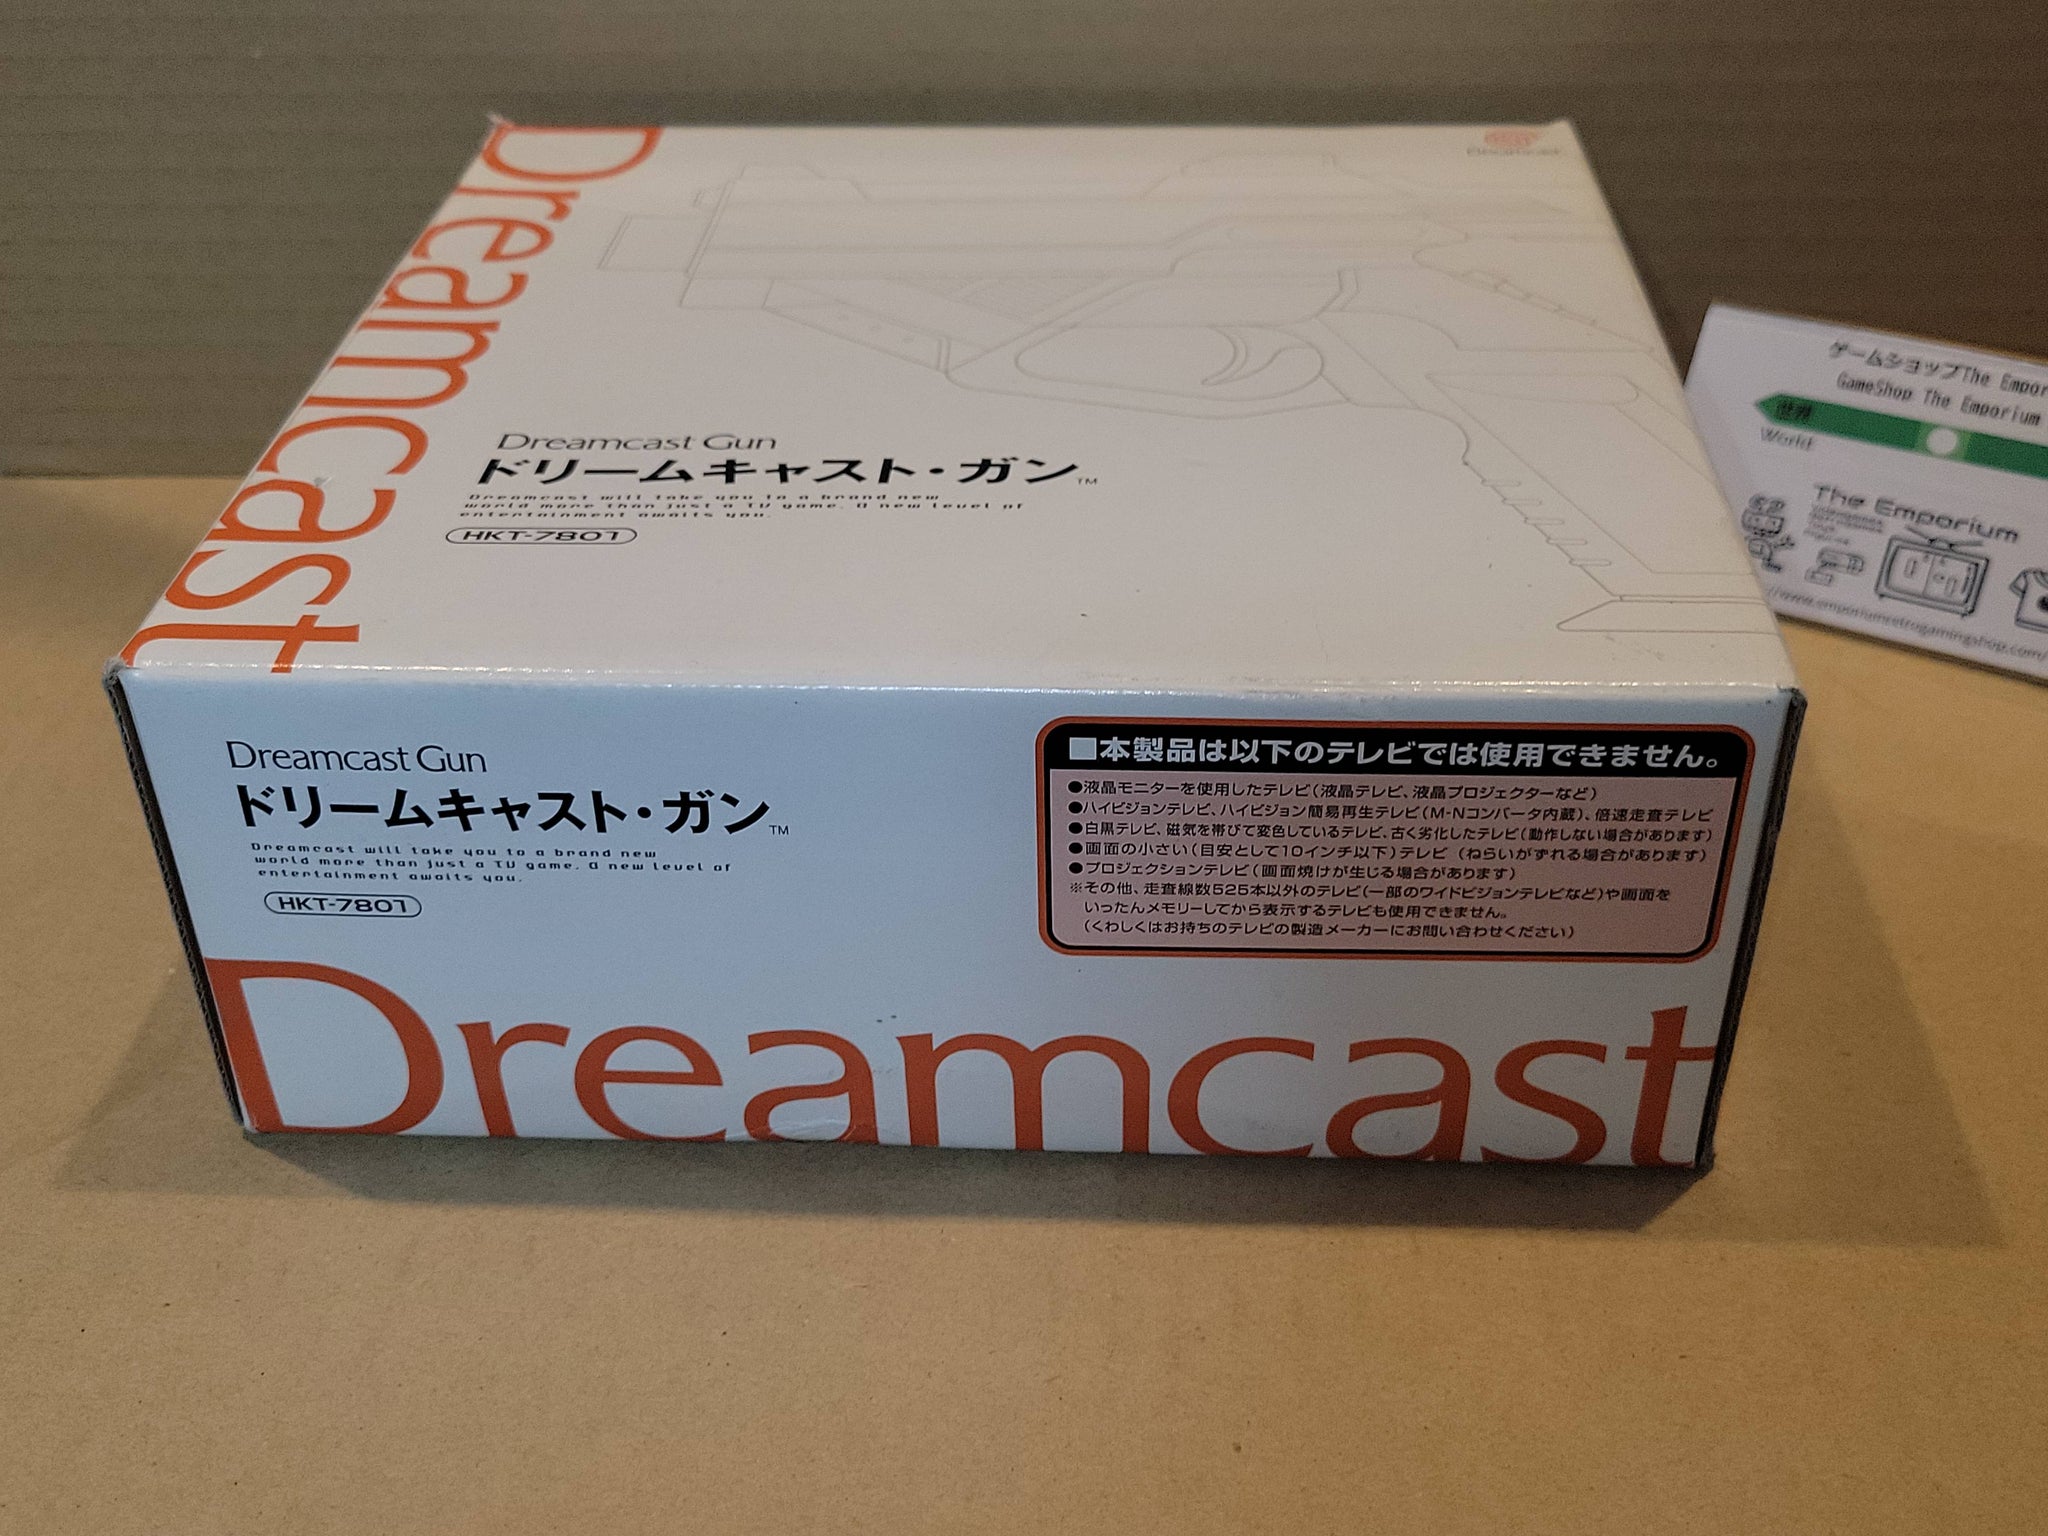 Dreamcast
Dreamcast Gun
ドリームキャスト・ガン™
Dreamcast will take you to a brand new
world more than just a TV game. A new level of
entertainment awaits you.
HKT-7801
Dreamcast Gun
ドリームキャスト・ガン™
Dreamcast will take you to a brand new
world more than just a TV game. A new level of
entertainment awaits you.
HKT-7801
■本製品は以下のテレビでは使用できません。
●液晶モニターを使用したテレビ(液晶テレビ、液晶プロジェクターなど)
●ハイビジョンテレビ、ハイビジョン簡易再生テレビ(M-Nコンバータ内蔵)、倍速走査テレビ
●白黒テレビ、磁気を帯びて変色しているテレビ、古く劣化したテレビ(動作しない場合があります)
●画面の小さい(目安として10インチ以下)テレビ (ねらいがずれる場合があります)
●プロジェクションテレビ(画面焼けが生じる場合があります)
※その他、走査線数525本以外のテレビ(一部のワイドビジョンテレビなど)や画面を
いったんメモリーしてから表示するテレビも使用できません。
(くわしくはお持ちのテレビの製造メーカーにお問い合わせください)
Dreamcast
ゲームショップThe
GameShop The Emporium
世界
World
The Emporium
www.emporiumretrogamingshop.com/